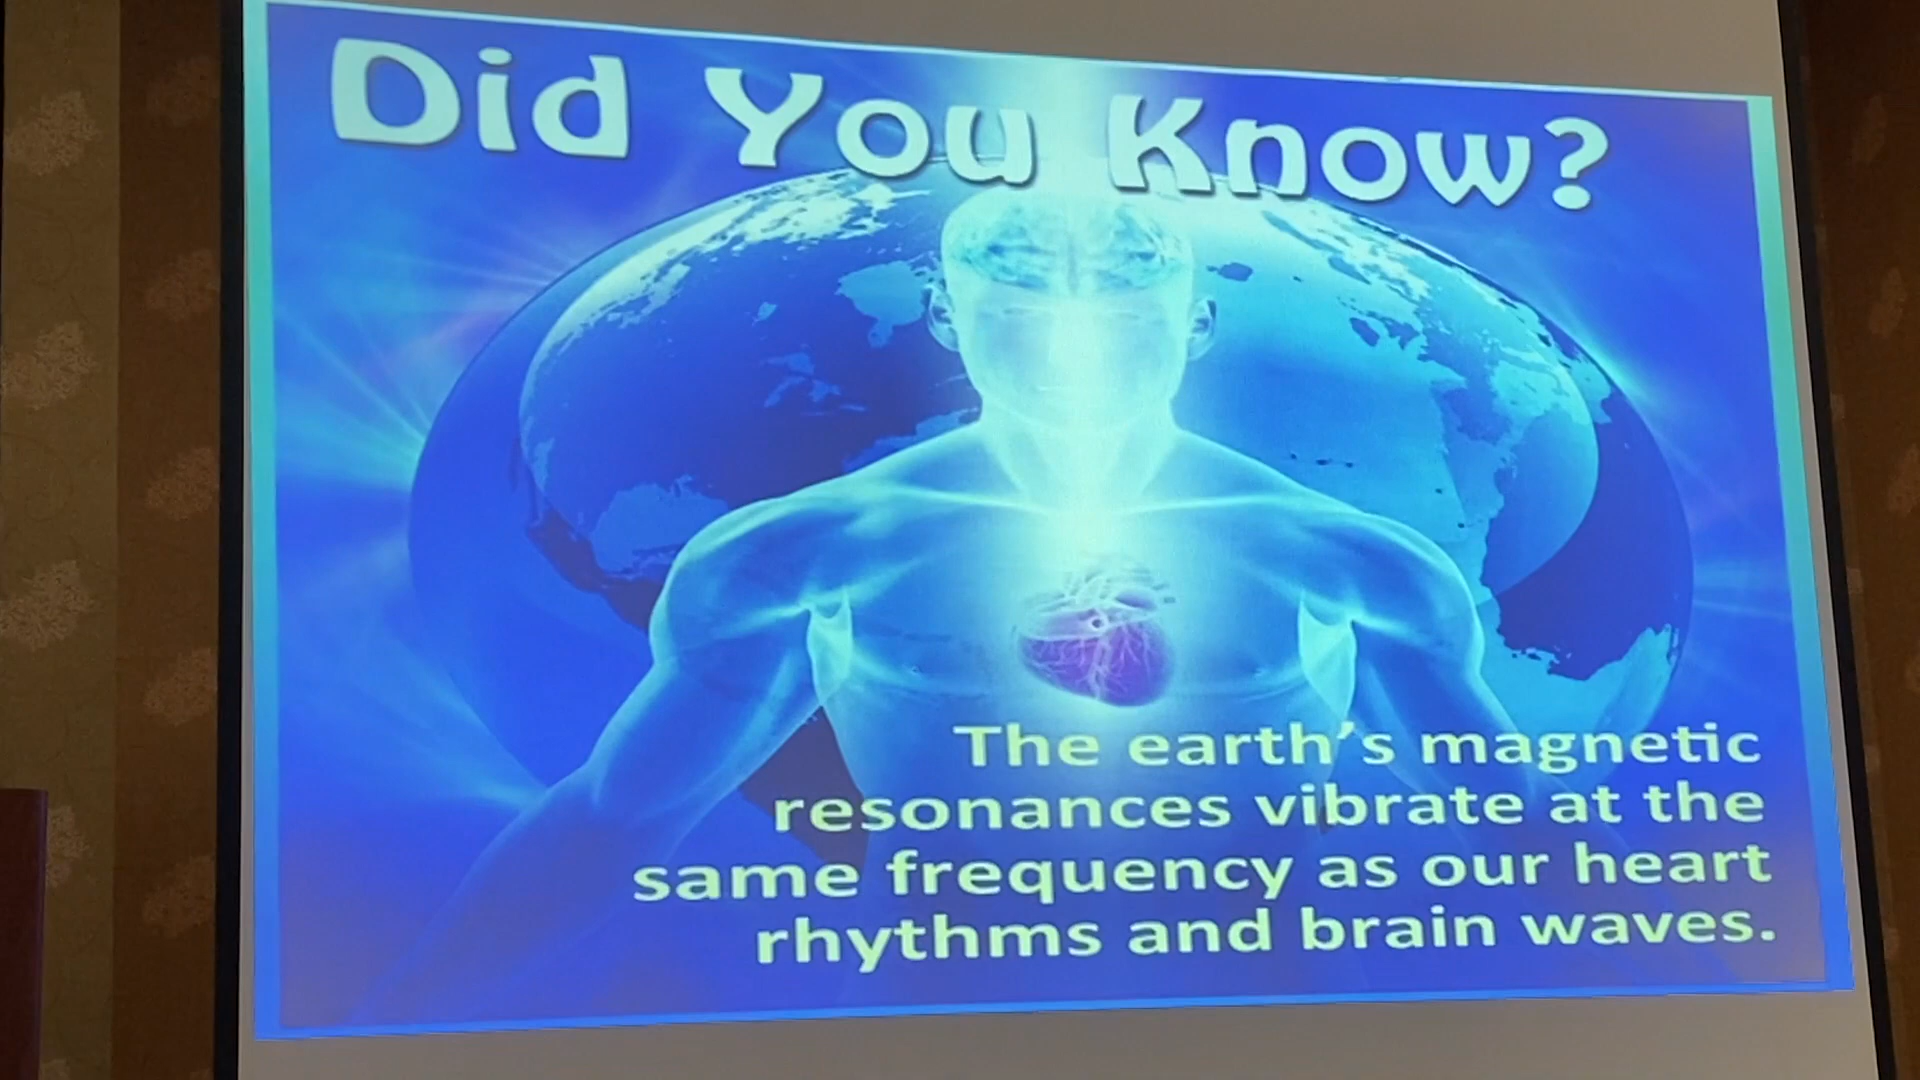 Did You Know?
The earth's magnetic
resonances vibrate at the
same frequency as our heart
rhythms and brain waves.